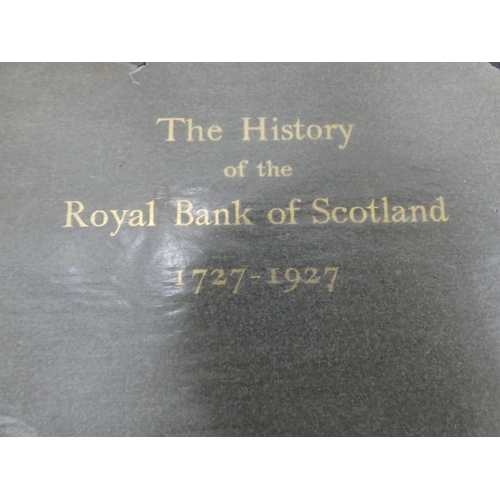 The History
of the
Royal Bank of Scotland
1727-1927